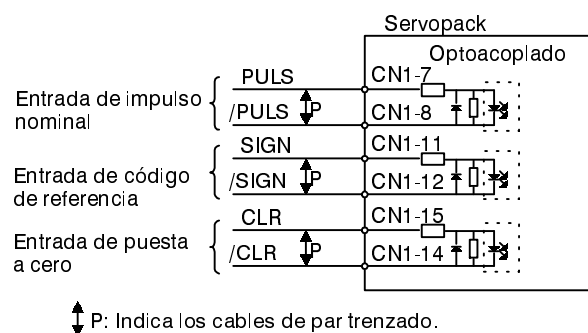 Servopack
Optoacoplado
PULS
CN1-7
Entrada de impulso
nominal
/PULS
P
CN1-8
SIGN
CN1-11
Entrada de código
de referencia
/SIGN
P
CN1-12
CLR
CN1-15
Entrada de puesta
a cero
/CLR
P
CN1-14
P: Indica los cables de par trenzado.